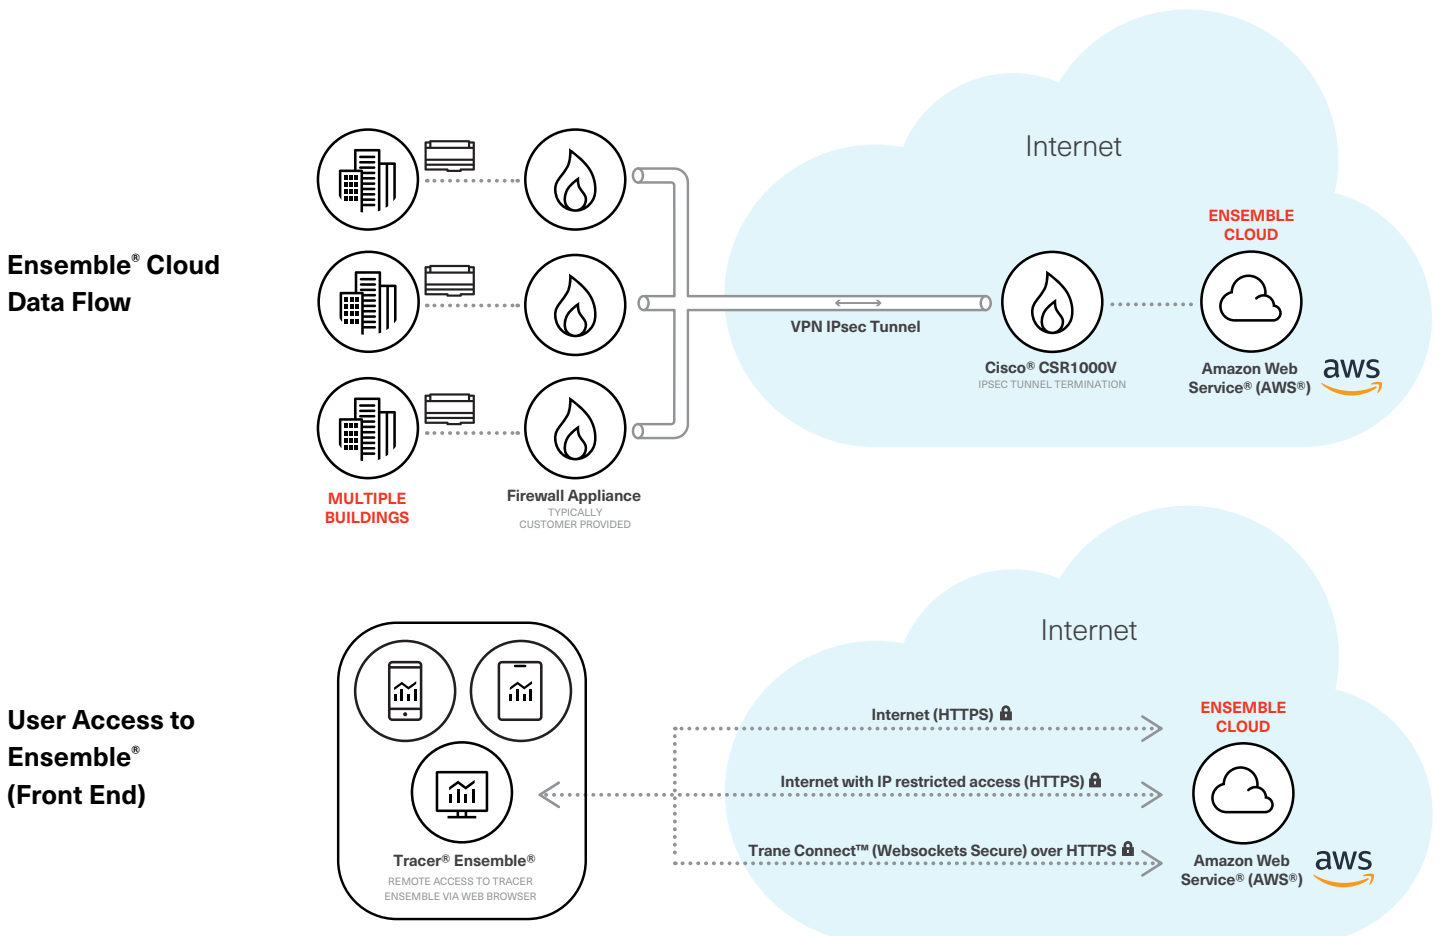 Internet
ENSEMBLE
CLOUD
Ensemble® Cloud
Data Flow
VPN IPsec Tunnel
Cisco® CSR1000V
IPSEC TUNNEL TERMINATION
Amazon Web
Service® (AWS®)
aws
MULTIPLE
BUILDINGS
Firewall Appliance
TYPICALLY
CUSTOMER PROVIDED
Internet
User Access to
Ensemble®
(Front End)
Internet (HTTPS)
ENSEMBLE
CLOUD
Internet with IP restricted access (HTTPS)
Trane Connect™ (Websockets Secure) over HTTPS
Tracer® Ensemble®
REMOTE ACCESS TO TRACER
ENSEMBLE VIA WEB BROWSER
Amazon Web
Service® (AWS®)
aws